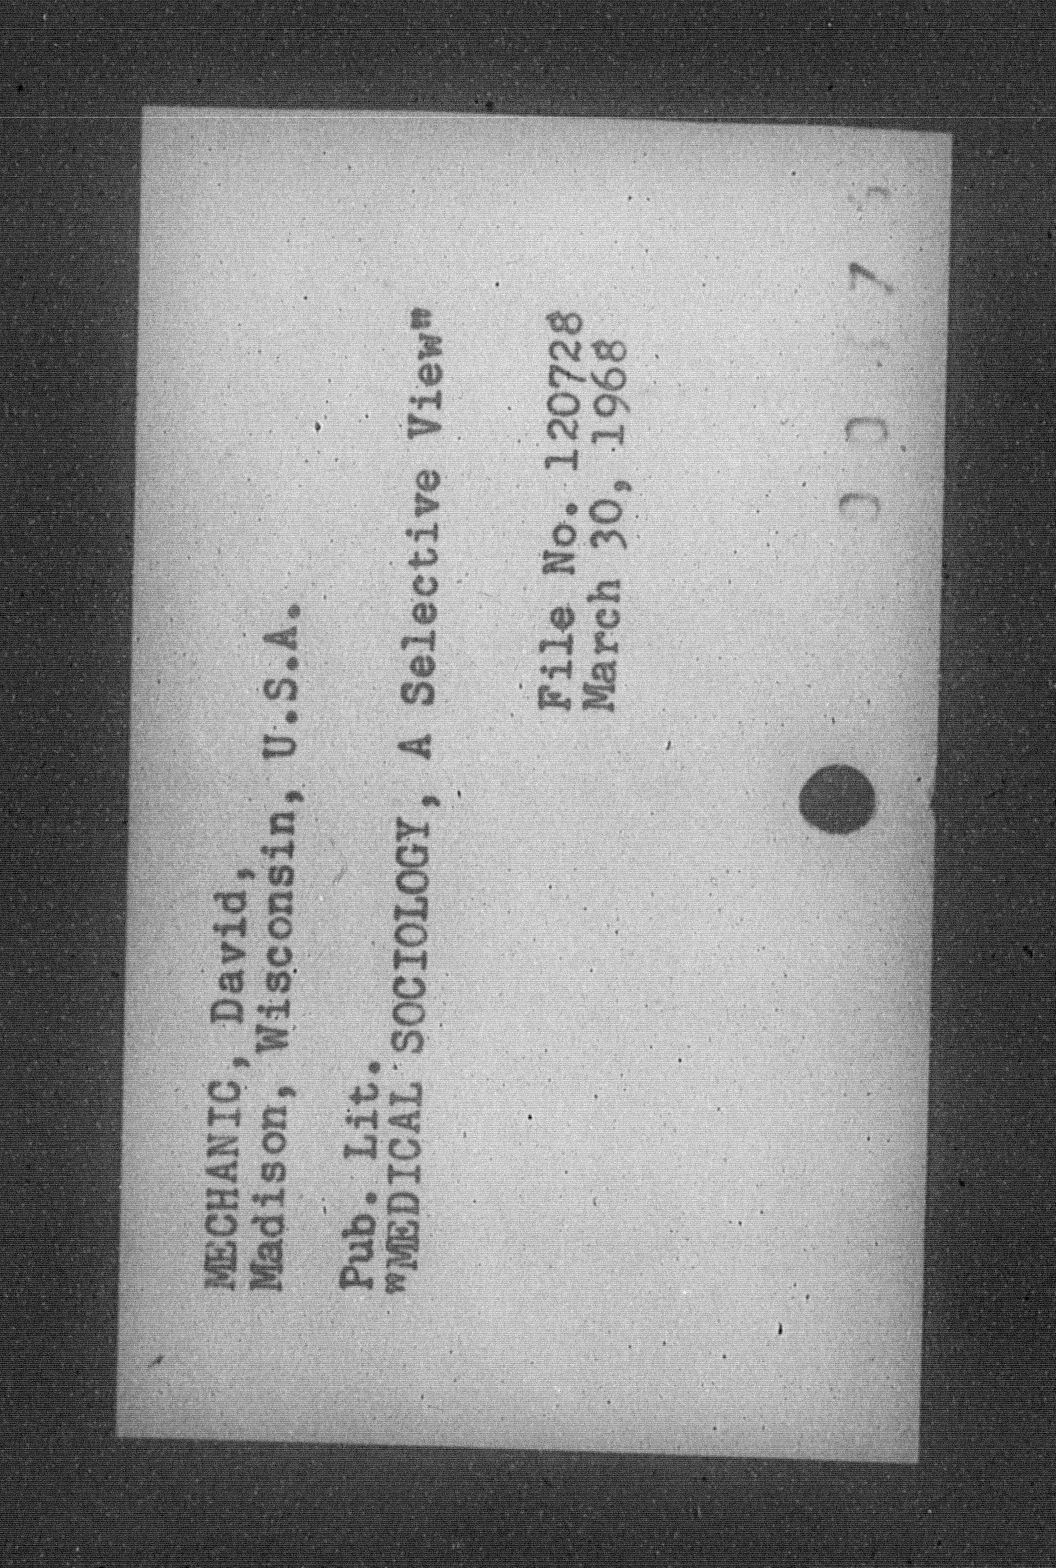 MECHANIC, David,
Madison, Wisconsin, U.S.A.
Pub. Lit.
"MEDICAL SOCIOLOGY, A Selective View"
File No. 120728
March 30, 1968